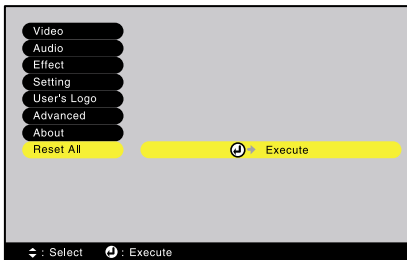 Video
Audio
Effect
Setting
User's Logo
Advanced
About
Reset All Execute
: Select : Execute